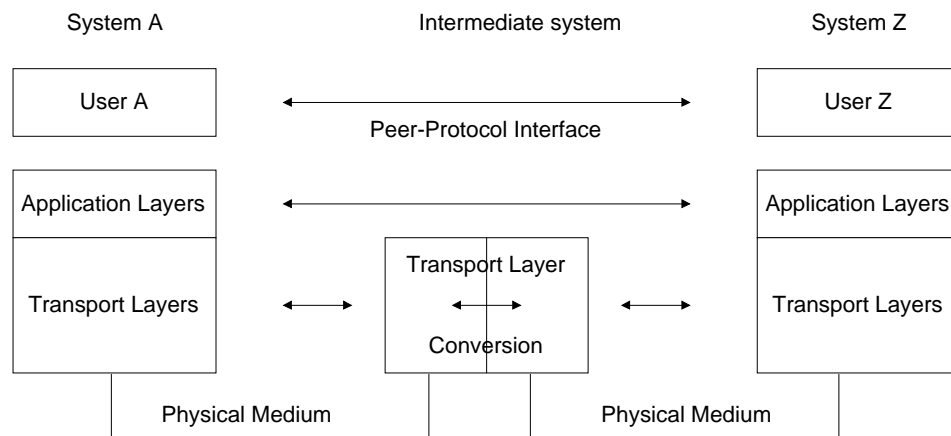 System A
Intermediate system
System Z
User A
User Z
Peer-Protocol Interface
Application Layers
Application Layers
Transport Layers
Transport Layer
Conversion
Transport Layers
Physical Medium
Physical Medium